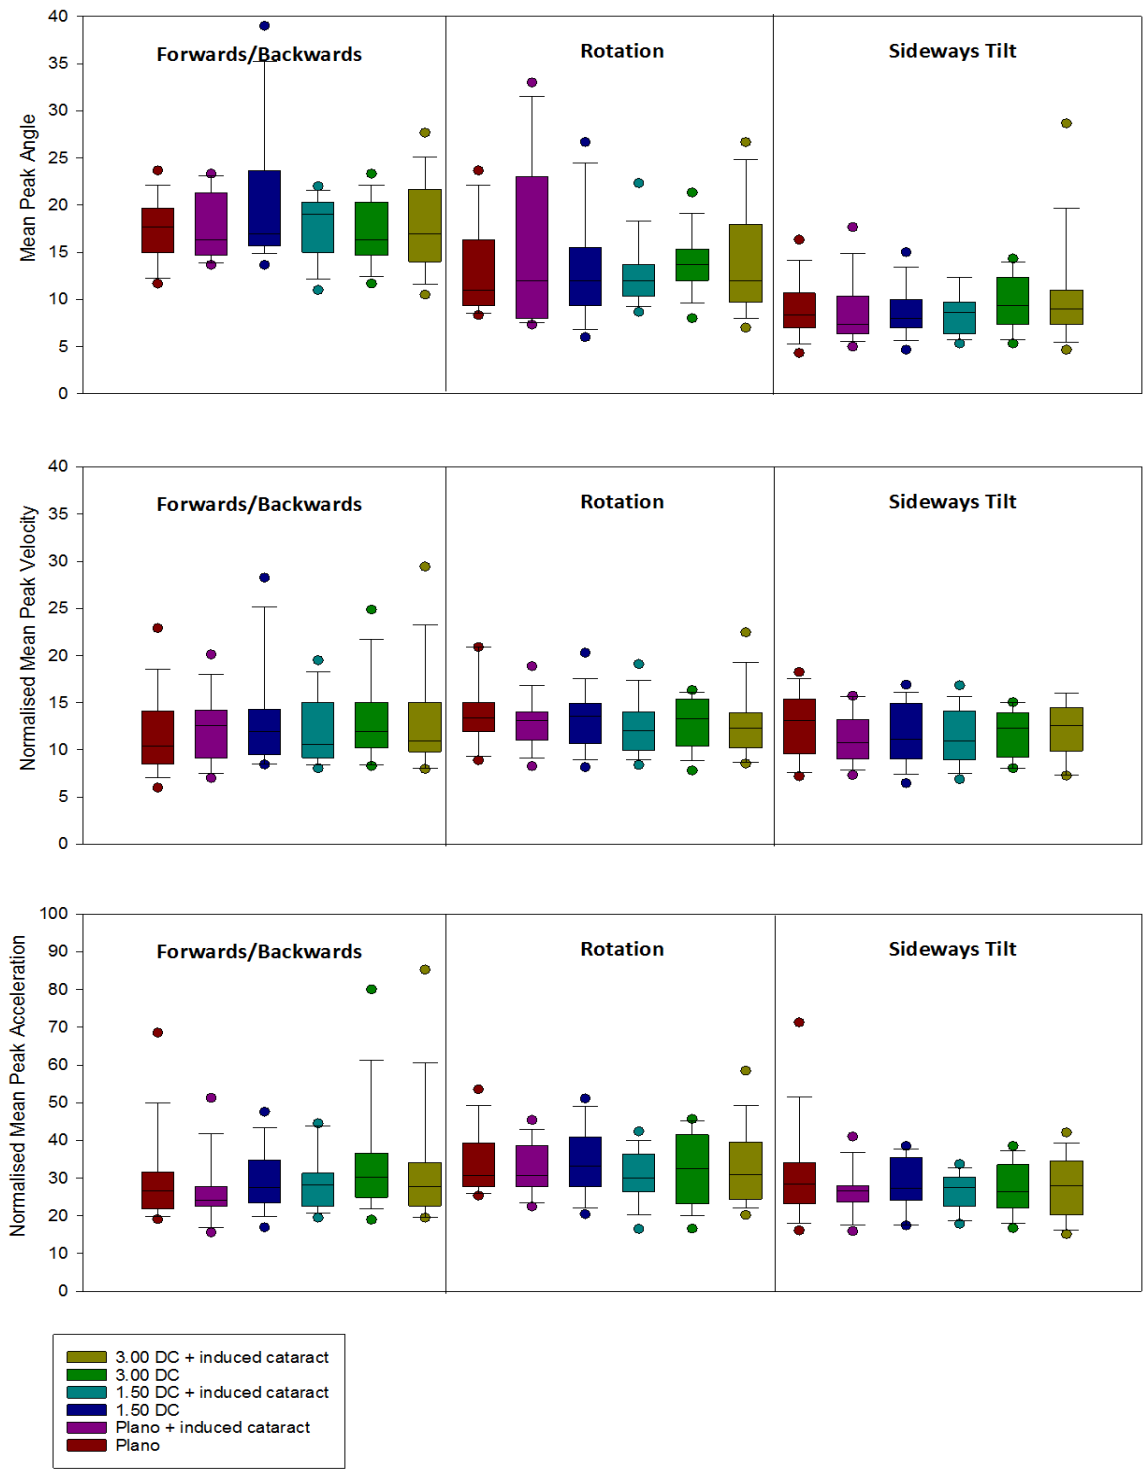 Mean Peak Angle
40
35
30
25
20
15
10
5
0
Forwards/Backwards
Rotation
Sideways Tilt
Normalised Mean Peak Velocity
40
35
30
25
20
15
10
5
0
Forwards/Backwards
Rotation
Sideways Tilt
Normalised Mean Peak Acceleration
100
90
80
70
60
50
40
30
20
10
0
Forwards/Backwards
Rotation
Sideways Tilt
3.00 DC + induced cataract
3.00 DC
1.50 DC + induced cataract
1.50 DC
Plano + induced cataract
Plano